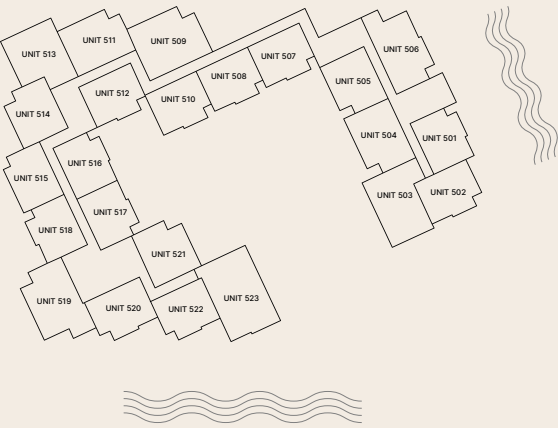 UNIT 511
UNIT 509
UNIT 513
UNIT 506
UNIT 507
UNIT 508
UNIT 505
UNIT 512
UNIT 510
UNIT 514
UNIT 504
UNIT 501
UNIT 516
UNIT 515
UNIT 503
UNIT 502
UNIT 517
UNIT 518
UNIT 521
UNIT 519
UNIT 523
UNIT 520
UNIT 522